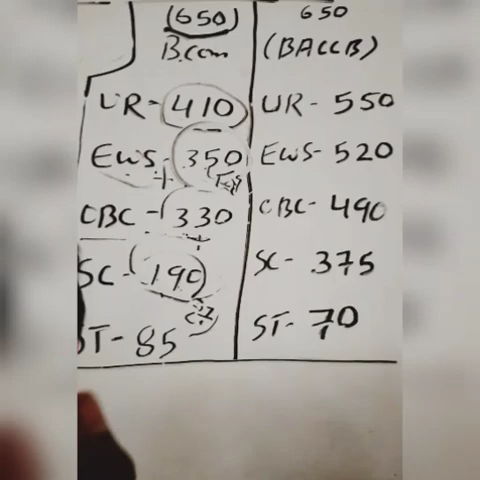 (650)
B.com
UR-410
EWS-350
CBC-330
SC-190
ST-85
650
(BACCB)
UR-550
EWS-520
CBC-490
SC-375
ST-70